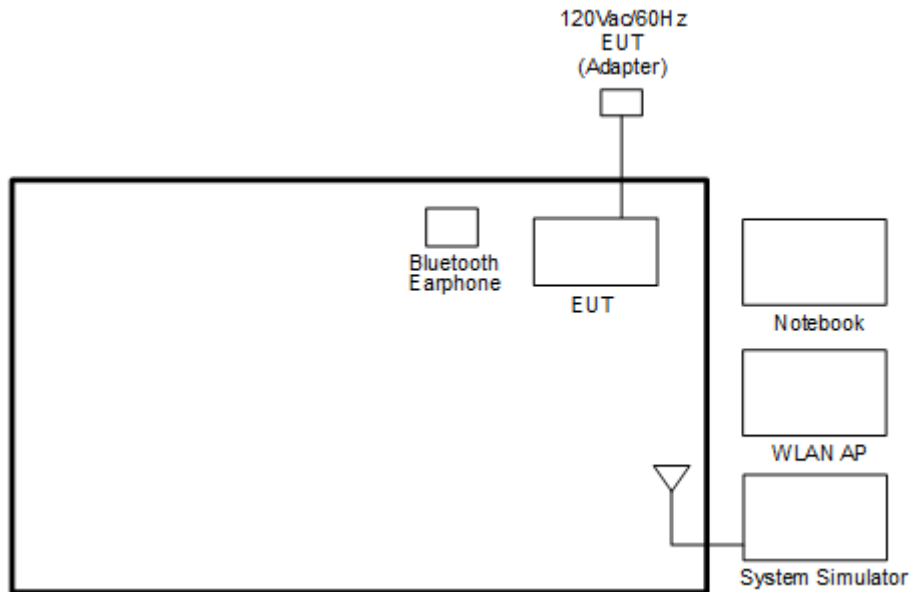 120Vac/60Hz
EUT
(Adapter)
Bluetooth
Earphone
EUT
Notebook
WLAN AP
System Simulator